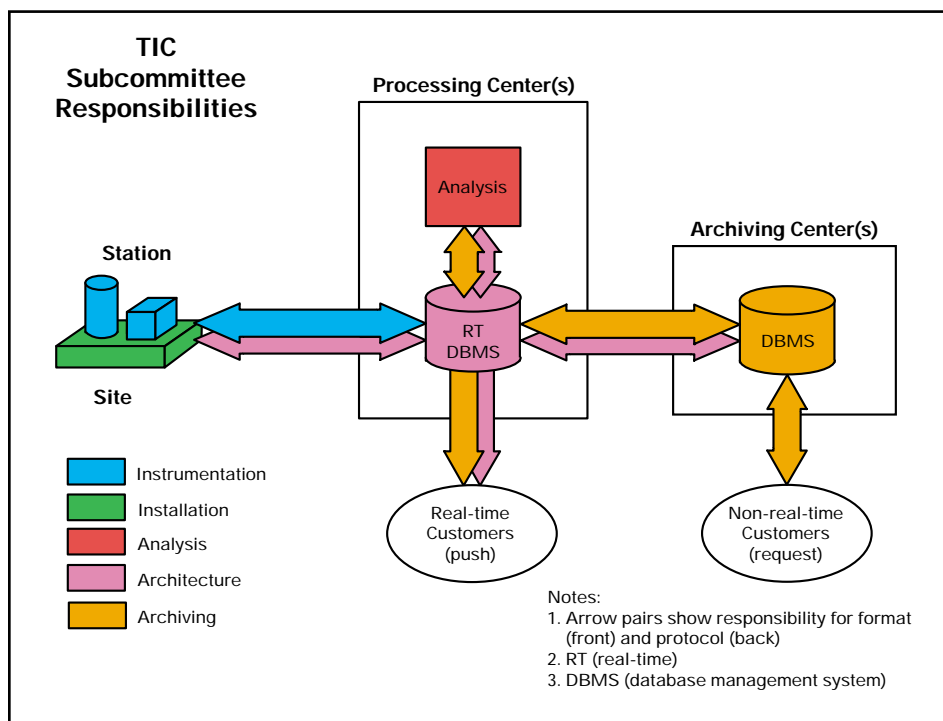 TIC
Subcommittee
Responsibilities
Processing Center(s)
Analysis
Archiving Center(s)
Station
RT
DBMS
DBMS
Site
Instrumentation
Installation
Analysis
Architecture
Archiving
Real-time
Customers
(push)
Non-real-time
Customers
(request)
Notes:
1. Arrow pairs show responsibility for format
(front) and protocol (back)
2. RT (real-time)
3. DBMS (database management system)